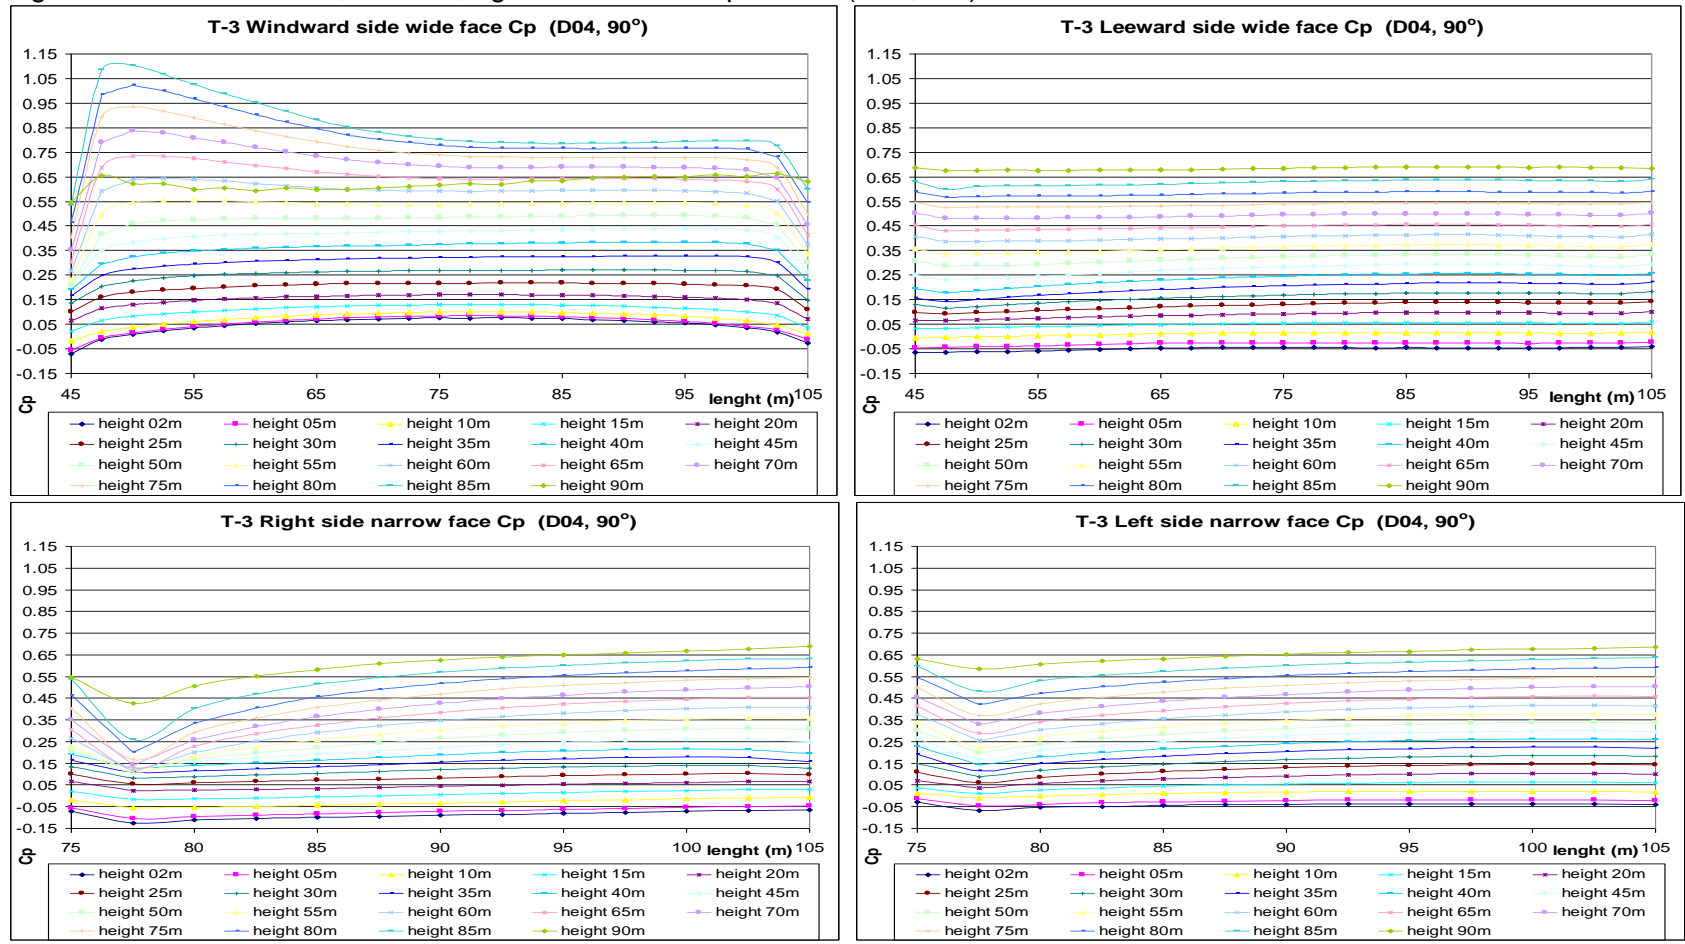 T-3 Windward side wide face Cp (D04, 90°)
1.15
1.05
0.95
0.85
0.75
0.65
0.55
0.45
0.35
0.25
0.15
0.05
-0.05
-0.15
45 55 65 75 85 95 105
Cp
lenght (m)
height 02m height 05m height 10m height 15m height 20m
height 25m height 30m height 35m height 40m height 45m
height 50m height 55m height 60m height 65m height 70m
height 75m height 80m height 85m height 90m
T-3 Leeward side wide face Cp (D04, 90°)
1.15
1.05
0.95
0.85
0.75
0.65
0.55
0.45
0.35
0.25
0.15
0.05
-0.05
-0.15
45 55 65 75 85 95 105
Cp
lenght (m)
height 02m height 05m height 10m height 15m height 20m
height 25m height 30m height 35m height 40m height 45m
height 50m height 55m height 60m height 65m height 70m
height 75m height 80m height 85m height 90m
T-3 Right side narrow face Cp (D04, 90°)
1.15
1.05
0.95
0.85
0.75
0.65
0.55
0.45
0.35
0.25
0.15
0.05
-0.05
-0.15
75 80 85 90 95 100 105
Cp
lenght (m)
height 02m height 05m height 10m height 15m height 20m
height 25m height 30m height 35m height 40m height 45m
height 50m height 55m height 60m height 65m height 70m
height 75m height 80m height 85m height 90m
T-3 Left side narrow face Cp (D04, 90°)
1.15
1.05
0.95
0.85
0.75
0.65
0.55
0.45
0.35
0.25
0.15
0.05
-0.05
-0.15
75 80 85 90 95 100 105
Cp
lenght (m)
height 02m height 05m height 10m height 15m height 20m
height 25m height 30m height 35m height 40m height 45m
height 50m height 55m height 60m height 65m height 70m
height 75m height 80m height 85m height 90m